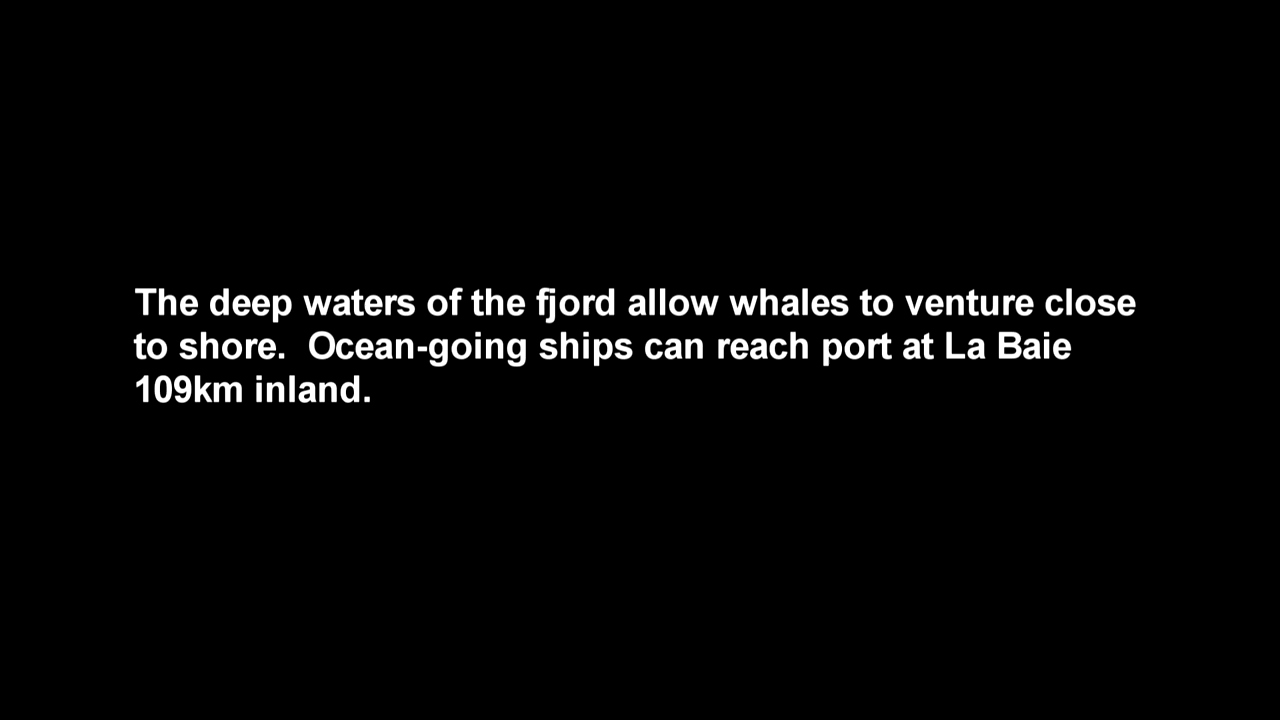 The deep waters of the fjord allow whales to venture close
to shore.  Ocean-going ships can reach port at La Baie
109km inland.